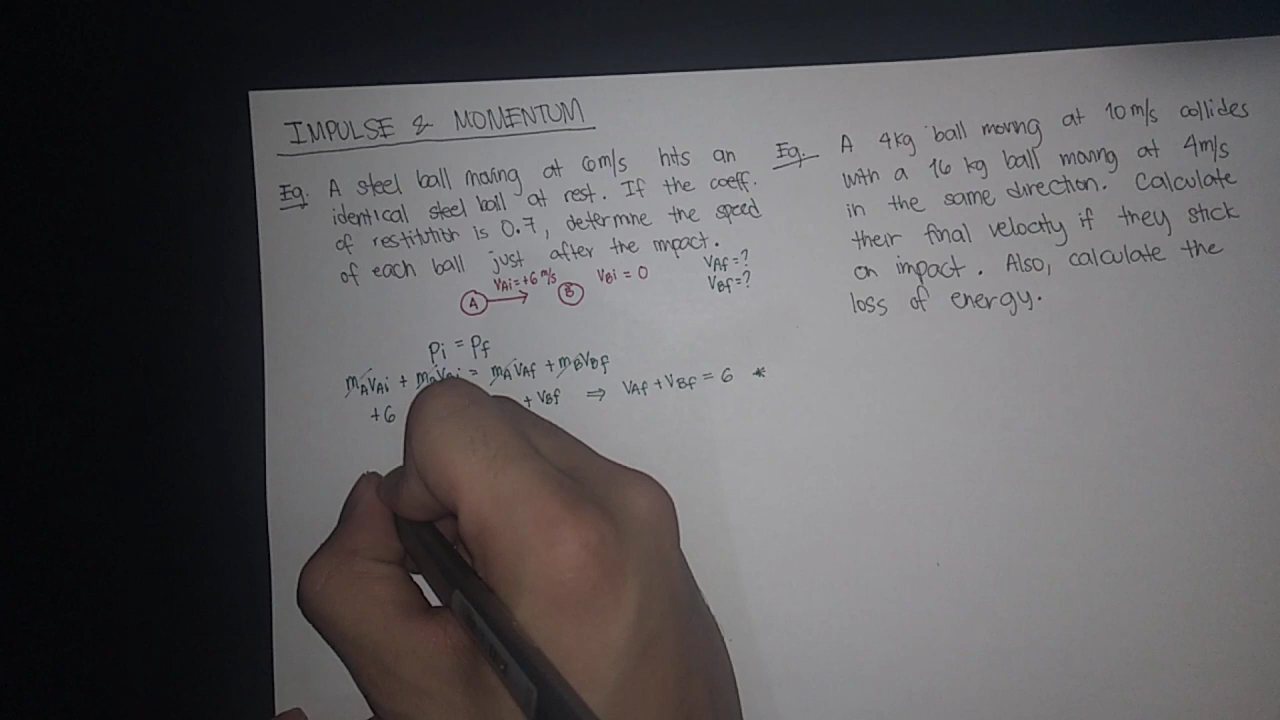 IMPULSE & MOMENTUM
Eg. A steel ball moving at 6m/s hits an
identical steel ball at rest. If the coeff.
of restitution is 0.7, determine the speed
of each ball just after the impact.
vAi=+6m/s
vBi = 0
vAf=?
vBf=?
A
B
Pi = Pf
mAvAi + mBvBi = mAvAf + mBvBf
+6 + vBf ⇒ vAf + vBf = 6 *
Eg. A 4kg ball moving at 10m/s collides
with a 16 kg ball moving at 4m/s
in the same direction. Calculate
their final velocity if they stick
on impact. Also, calculate the
loss of energy.